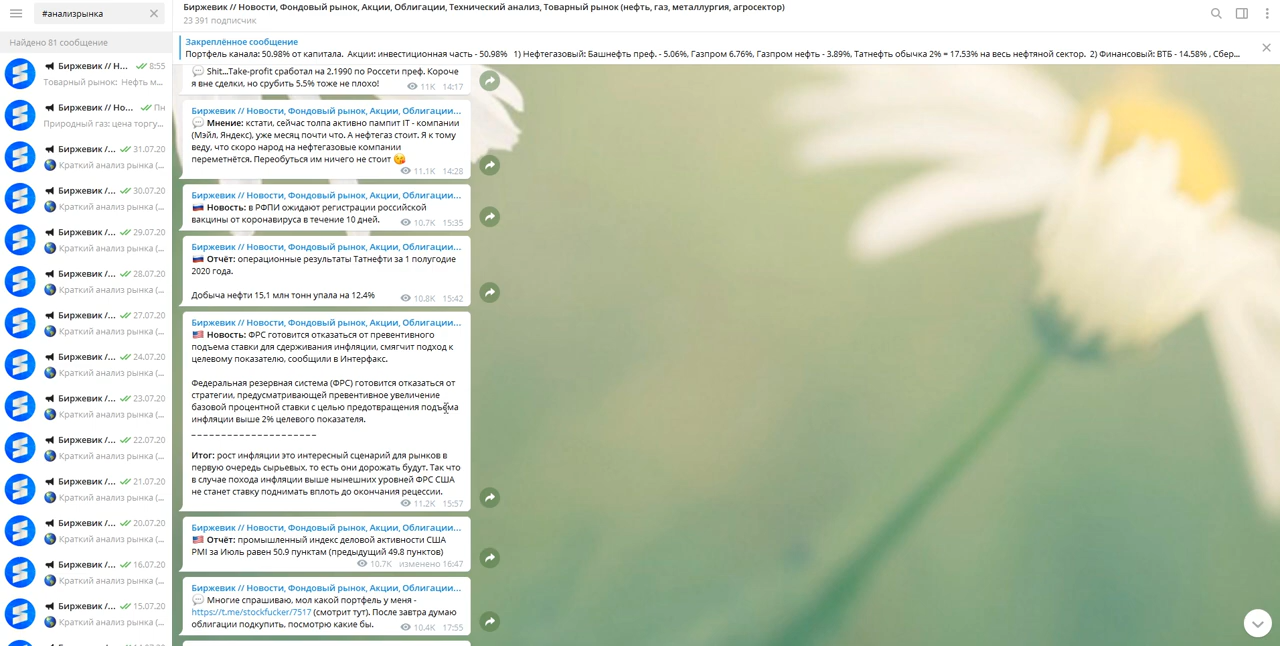 #анализрынка
Найдено 81 сообщение
Биржевик // Н... 8:55
Товарный рынок: Нефть м...
Биржевик // Но... Пн
Природный газ: цена торгу...
Биржевик /... 31.07.20
Краткий анализ рынка (...
Биржевик /... 30.07.20
Краткий анализ рынка (...
Биржевик /... 29.07.20
Краткий анализ рынка (...
Биржевик /... 28.07.20
Краткий анализ рынка (...
Биржевик /... 27.07.20
Краткий анализ рынка (...
Биржевик /... 24.07.20
Краткий анализ рынка (...
Биржевик /... 23.07.20
Краткий анализ рынка (...
Биржевик /... 22.07.20
Краткий анализ рынка (...
Биржевик /... 21.07.20
Краткий анализ рынка (...
Биржевик /... 20.07.20
Краткий анализ рынка (...
Биржевик /... 16.07.20
Краткий анализ рынка (...
Биржевик /... 15.07.20
Краткий анализ рынка (...
Биржевик // Новости, Фондовый рынок, Акции, Облигации, Технический анализ, Товарный рынок (нефть, газ, металлургия, агросектор)
23 391 подписчик
Закреплённое сообщение
Портфель канала: 50,98% от капитала. Акции: инвестиционная часть - 50.98% 1) Нефтегазовый: Башнефть преф. - 5.06%, Газпром 6.76%, Газпром нефть - 3.89%, Татнефть обычка 2% = 17.53% на весь нефтяной сектор. 2) Финансовый: ВТБ - 14.58% , Сбер...
Shit...Take-profit сработал на 2,1990 по Россети преф. Короче
я вне сделки, но срубить 5,5% тоже не плохо!
11K 14:17
Биржевик // Новости, Фондовый рынок, Акции, Облигации...
Мнение: кстати, сейчас толпа активно пампит IT - компании
(Мэйл, Яндекс), уже месяц почти что. А нефтегаз стоит. Я к тому
веду, что скоро народ на нефтегазовые компании
переметнётся. Переобуться им ничего не стоит
11.1K 14:28
Биржевик // Новости, Фондовый рынок, Акции, Облигации...
Новость: в РФПИ ожидают регистрации российской
вакцины от коронавируса в течение 10 дней.
10.7K 15:35
Биржевик // Новости, Фондовый рынок, Акции, Облигации...
Отчёт: операционные результаты Татнефти за 1 полугодие
2020 года.
Добыча нефти 15,1 млн тонн упала на 12.4%
10.8K 15:42
Биржевик // Новости, Фондовый рынок, Акции, Облигации...
Новость: ФРС готовится отказаться от превентивного
подъема ставки для сдерживания инфляции, смягчит подход к
целевому показателю, сообщили в Интерфакс.
Федеральная резервная система (ФРС) готовится отказаться от
стратегии, предусматривающей превентивное увеличение
базовой процентной ставки с целью предотвращения подъёма
инфляции выше 2% целевого показателя.
_ _ _ _ _ _ _ _ _ _ _ _ _ _ _ _ _ _ _ _ _
Итог: рост инфляции это интересный сценарий для рынков в
первую очередь сырьевых, то есть они дорожать будут. Так что
в случае похода инфляции выше нынешних уровней ФРС США
не станет ставку поднимать вплоть до окончания рецессии.
11.2K 15:57
Биржевик // Новости, Фондовый рынок, Акции, Облигации...
Отчёт: промышленный индекс деловой активности США
PMI за Июль равен 50.9 пунктам (предыдущий 49.8 пунктов)
10.7K изменено 16:47
Биржевик // Новости, Фондовый рынок, Акции, Облигации...
Многие спрашиваю, мол какой портфель у меня -
https://t.me/stockfucker/7517 (смотрит тут). После завтра думаю
облигации подкупить, посмотрю какие бы.
10.4K 17:55